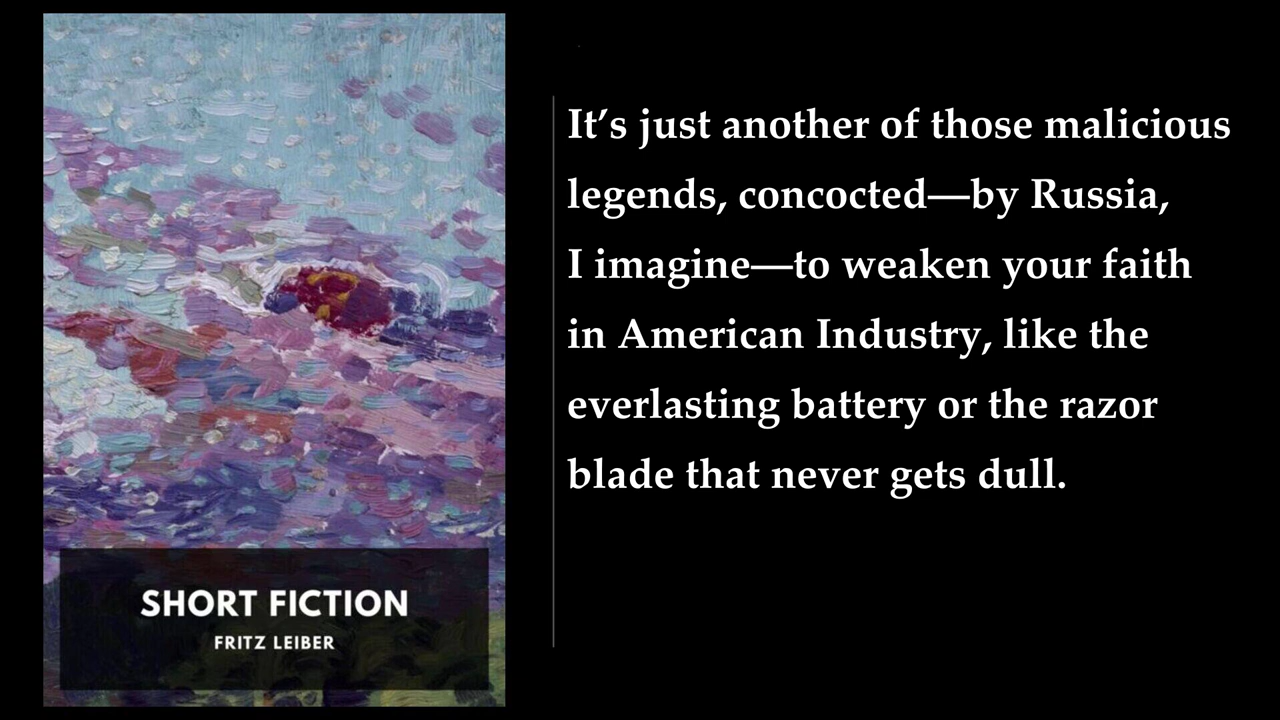 It’s just another of those malicious
legends, concocted—by Russia,
I imagine—to weaken your faith
in American Industry, like the
everlasting battery or the razor
blade that never gets dull.
SHORT FICTION
FRITZ LEIBER